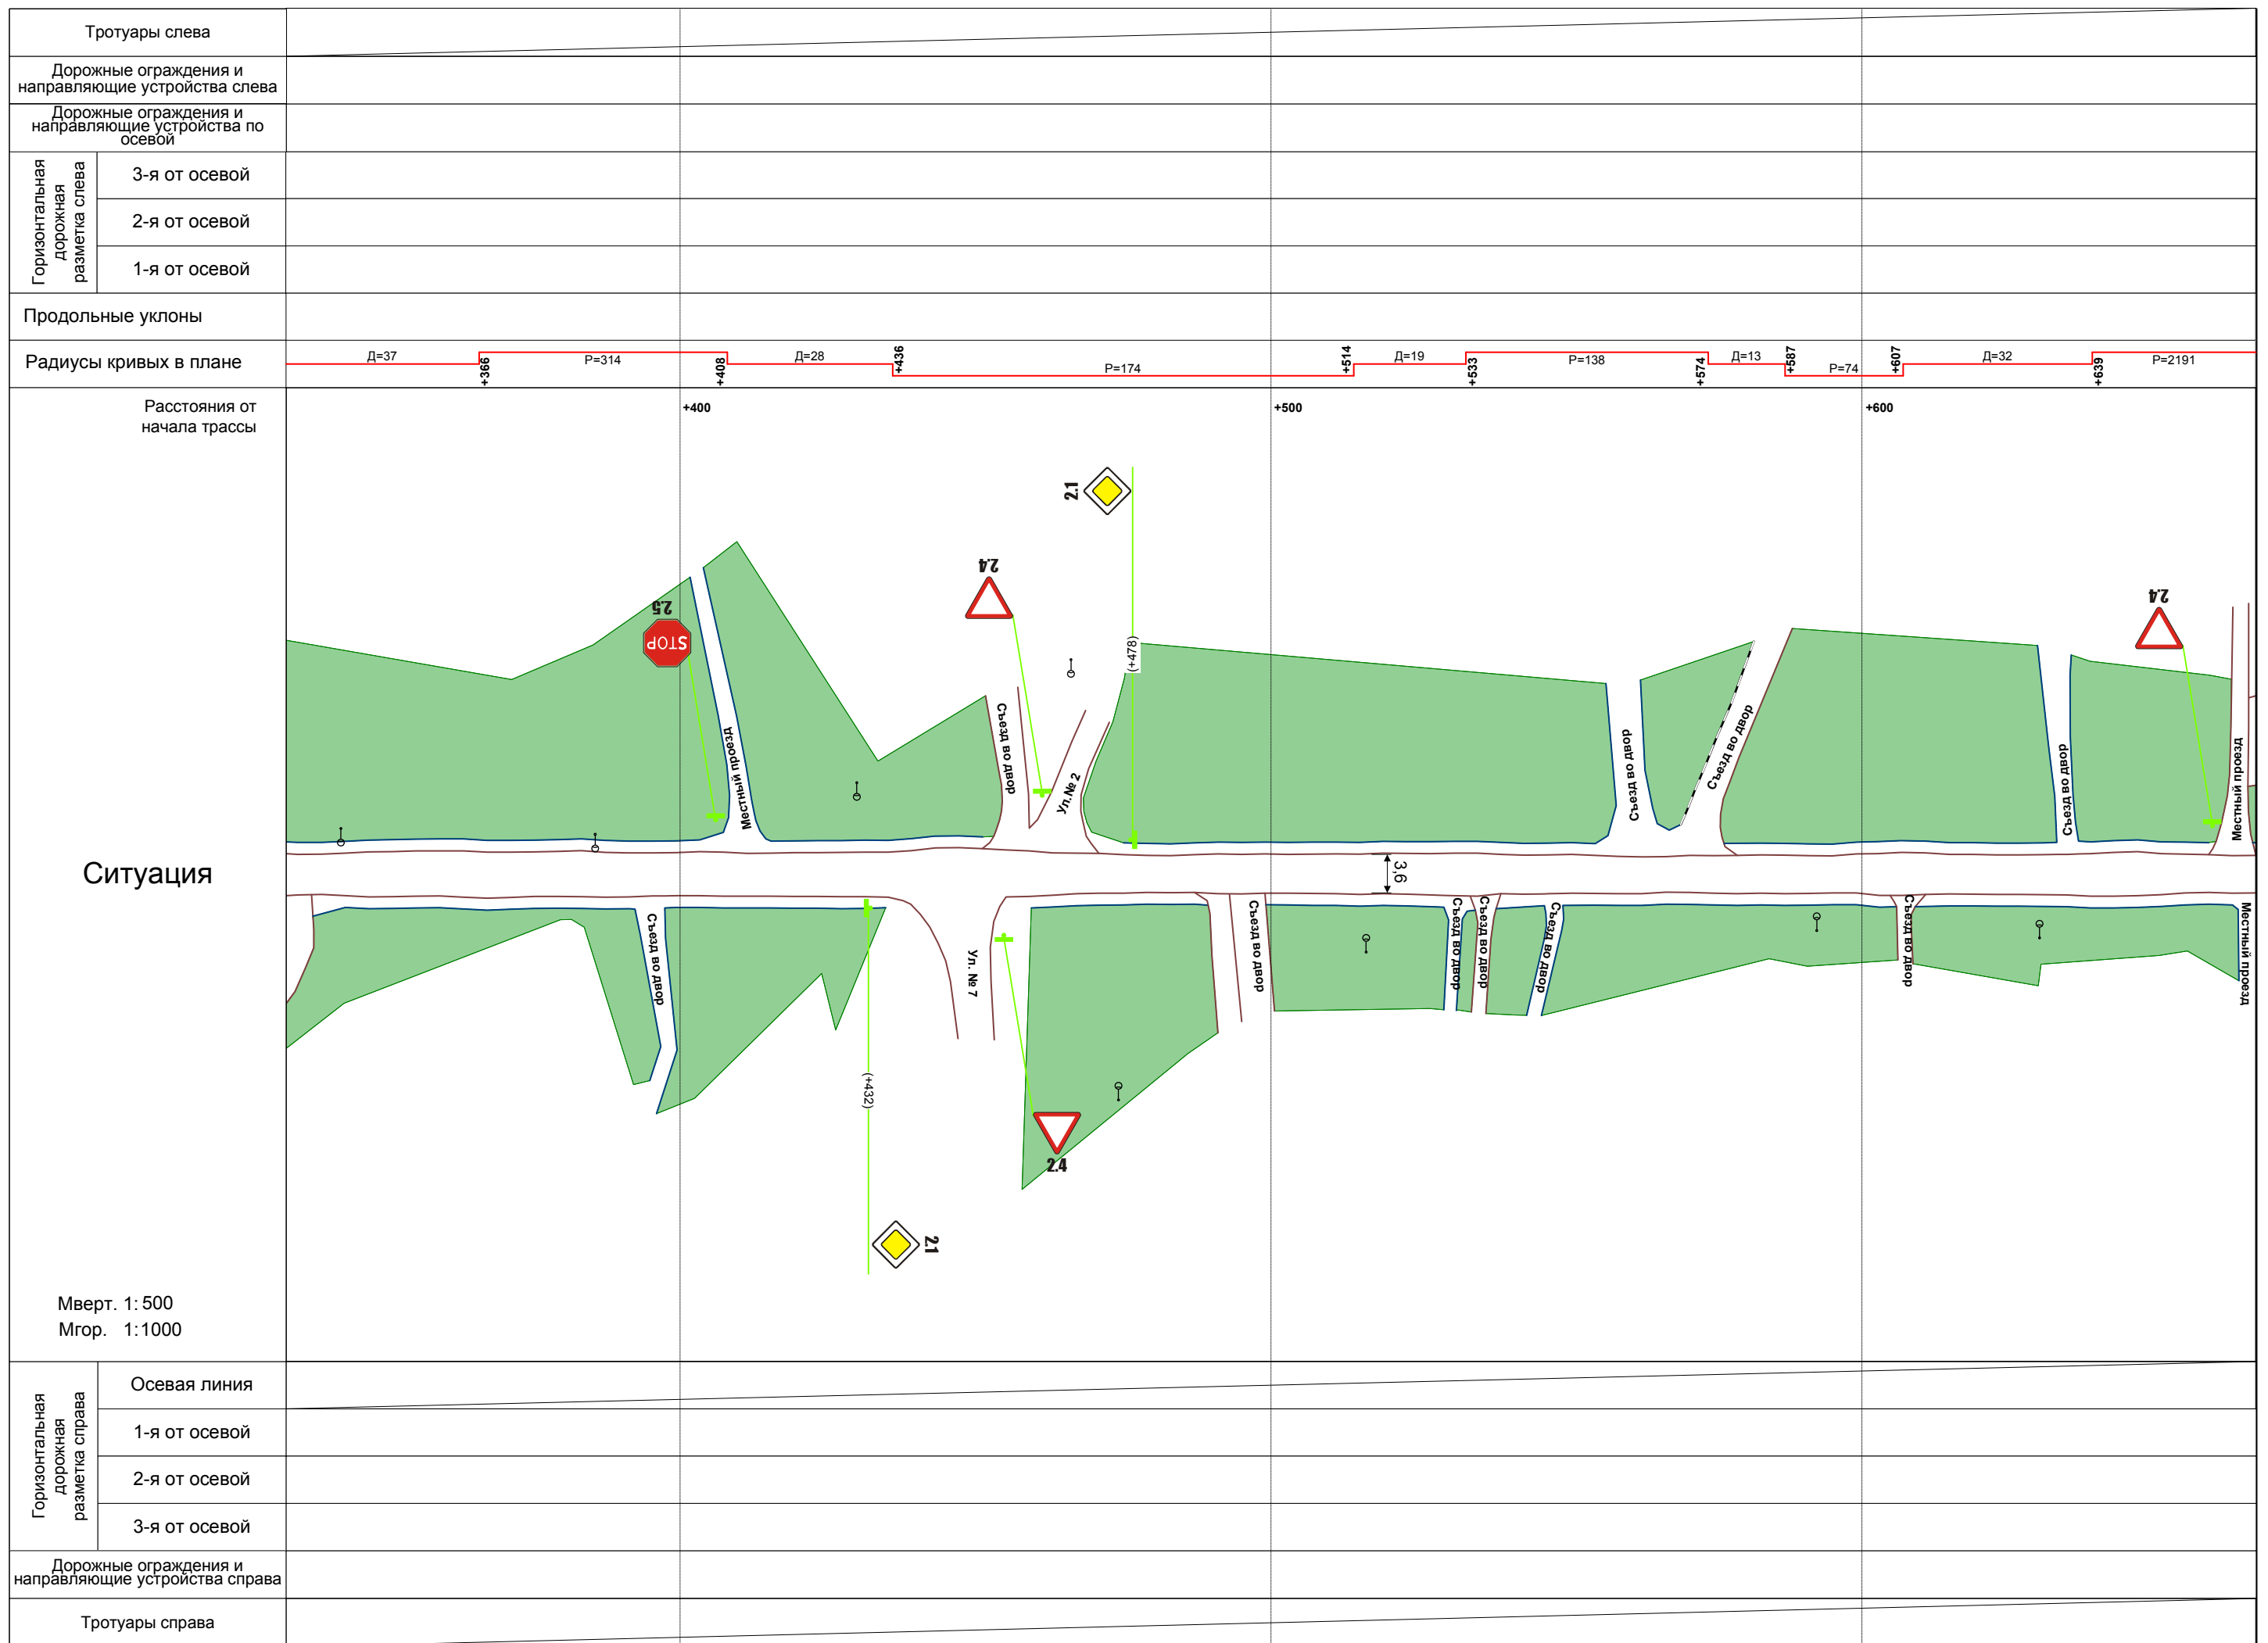 Тротуары слева
Дорожные ограждения и
направляющие устройства слева
Дорожные ограждения и
направляющие устройства по
осевой
Горизонтальная
дорожная
разметка слева
3-я от осевой
2-я от осевой
1-я от осевой
Продольные уклоны
Радиусы кривых в плане
Д=37
+366
Р=314
+408
Д=28
+436
Р=174
+514
Д=19
+533
Р=138
+574
Д=13
+587
Р=74
+607
Д=32
+639
Р=2191
Расстояния от
начала трассы
+400
+500
+600
2.1
2.4
2.4
2.5
STOP
(+478)
Местный проезд
Съезд во двор
Ул.№ 2
Съезд во двор
Съезд во двор
Съезд во двор
Местный проезд
Ситуация
3,6
Съезд во двор
Ул. № 7
Съезд во двор
Съезд во двор
Съезд во двор
Съезд во двор
Съезд во двор
Местный проезд
(+432)
2.4
2.1
Мверт. 1: 500
Мгор. 1:1000
Горизонтальная
дорожная
разметка справа
Осевая линия
1-я от осевой
2-я от осевой
3-я от осевой
Дорожные ограждения и
направляющие устройства справа
Тротуары справа